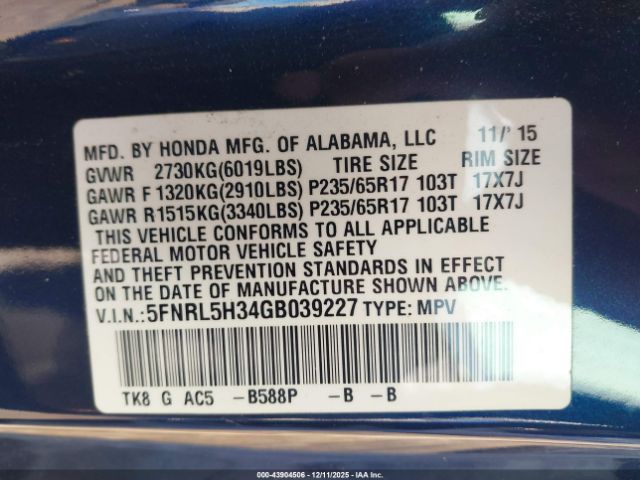 MFD. BY HONDA MFG. OF ALABAMA, LLC 11/' 15
GVWR 2730KG(6019LBS) TIRE SIZE RIM SIZE
GAWR F 1320KG(2910LBS) P235/65R17 103T 17X7J
GAWR R1515KG(3340LBS) P235/65R17 103T 17X7J
THIS VEHICLE CONFORMS TO ALL APPLICABLE
FEDERAL MOTOR VEHICLE SAFETY
AND THEFT PREVENTION STANDARDS IN EFFECT
ON THE DATE OF MANUFACTURE SHOWN ABOVE.
V.I.N.:5FNRL5H34GB039227 TYPE: MPV
TK8 G AC5 -B588P -B -B
000-43904506 - 12/11/2025 - IAAI.COM